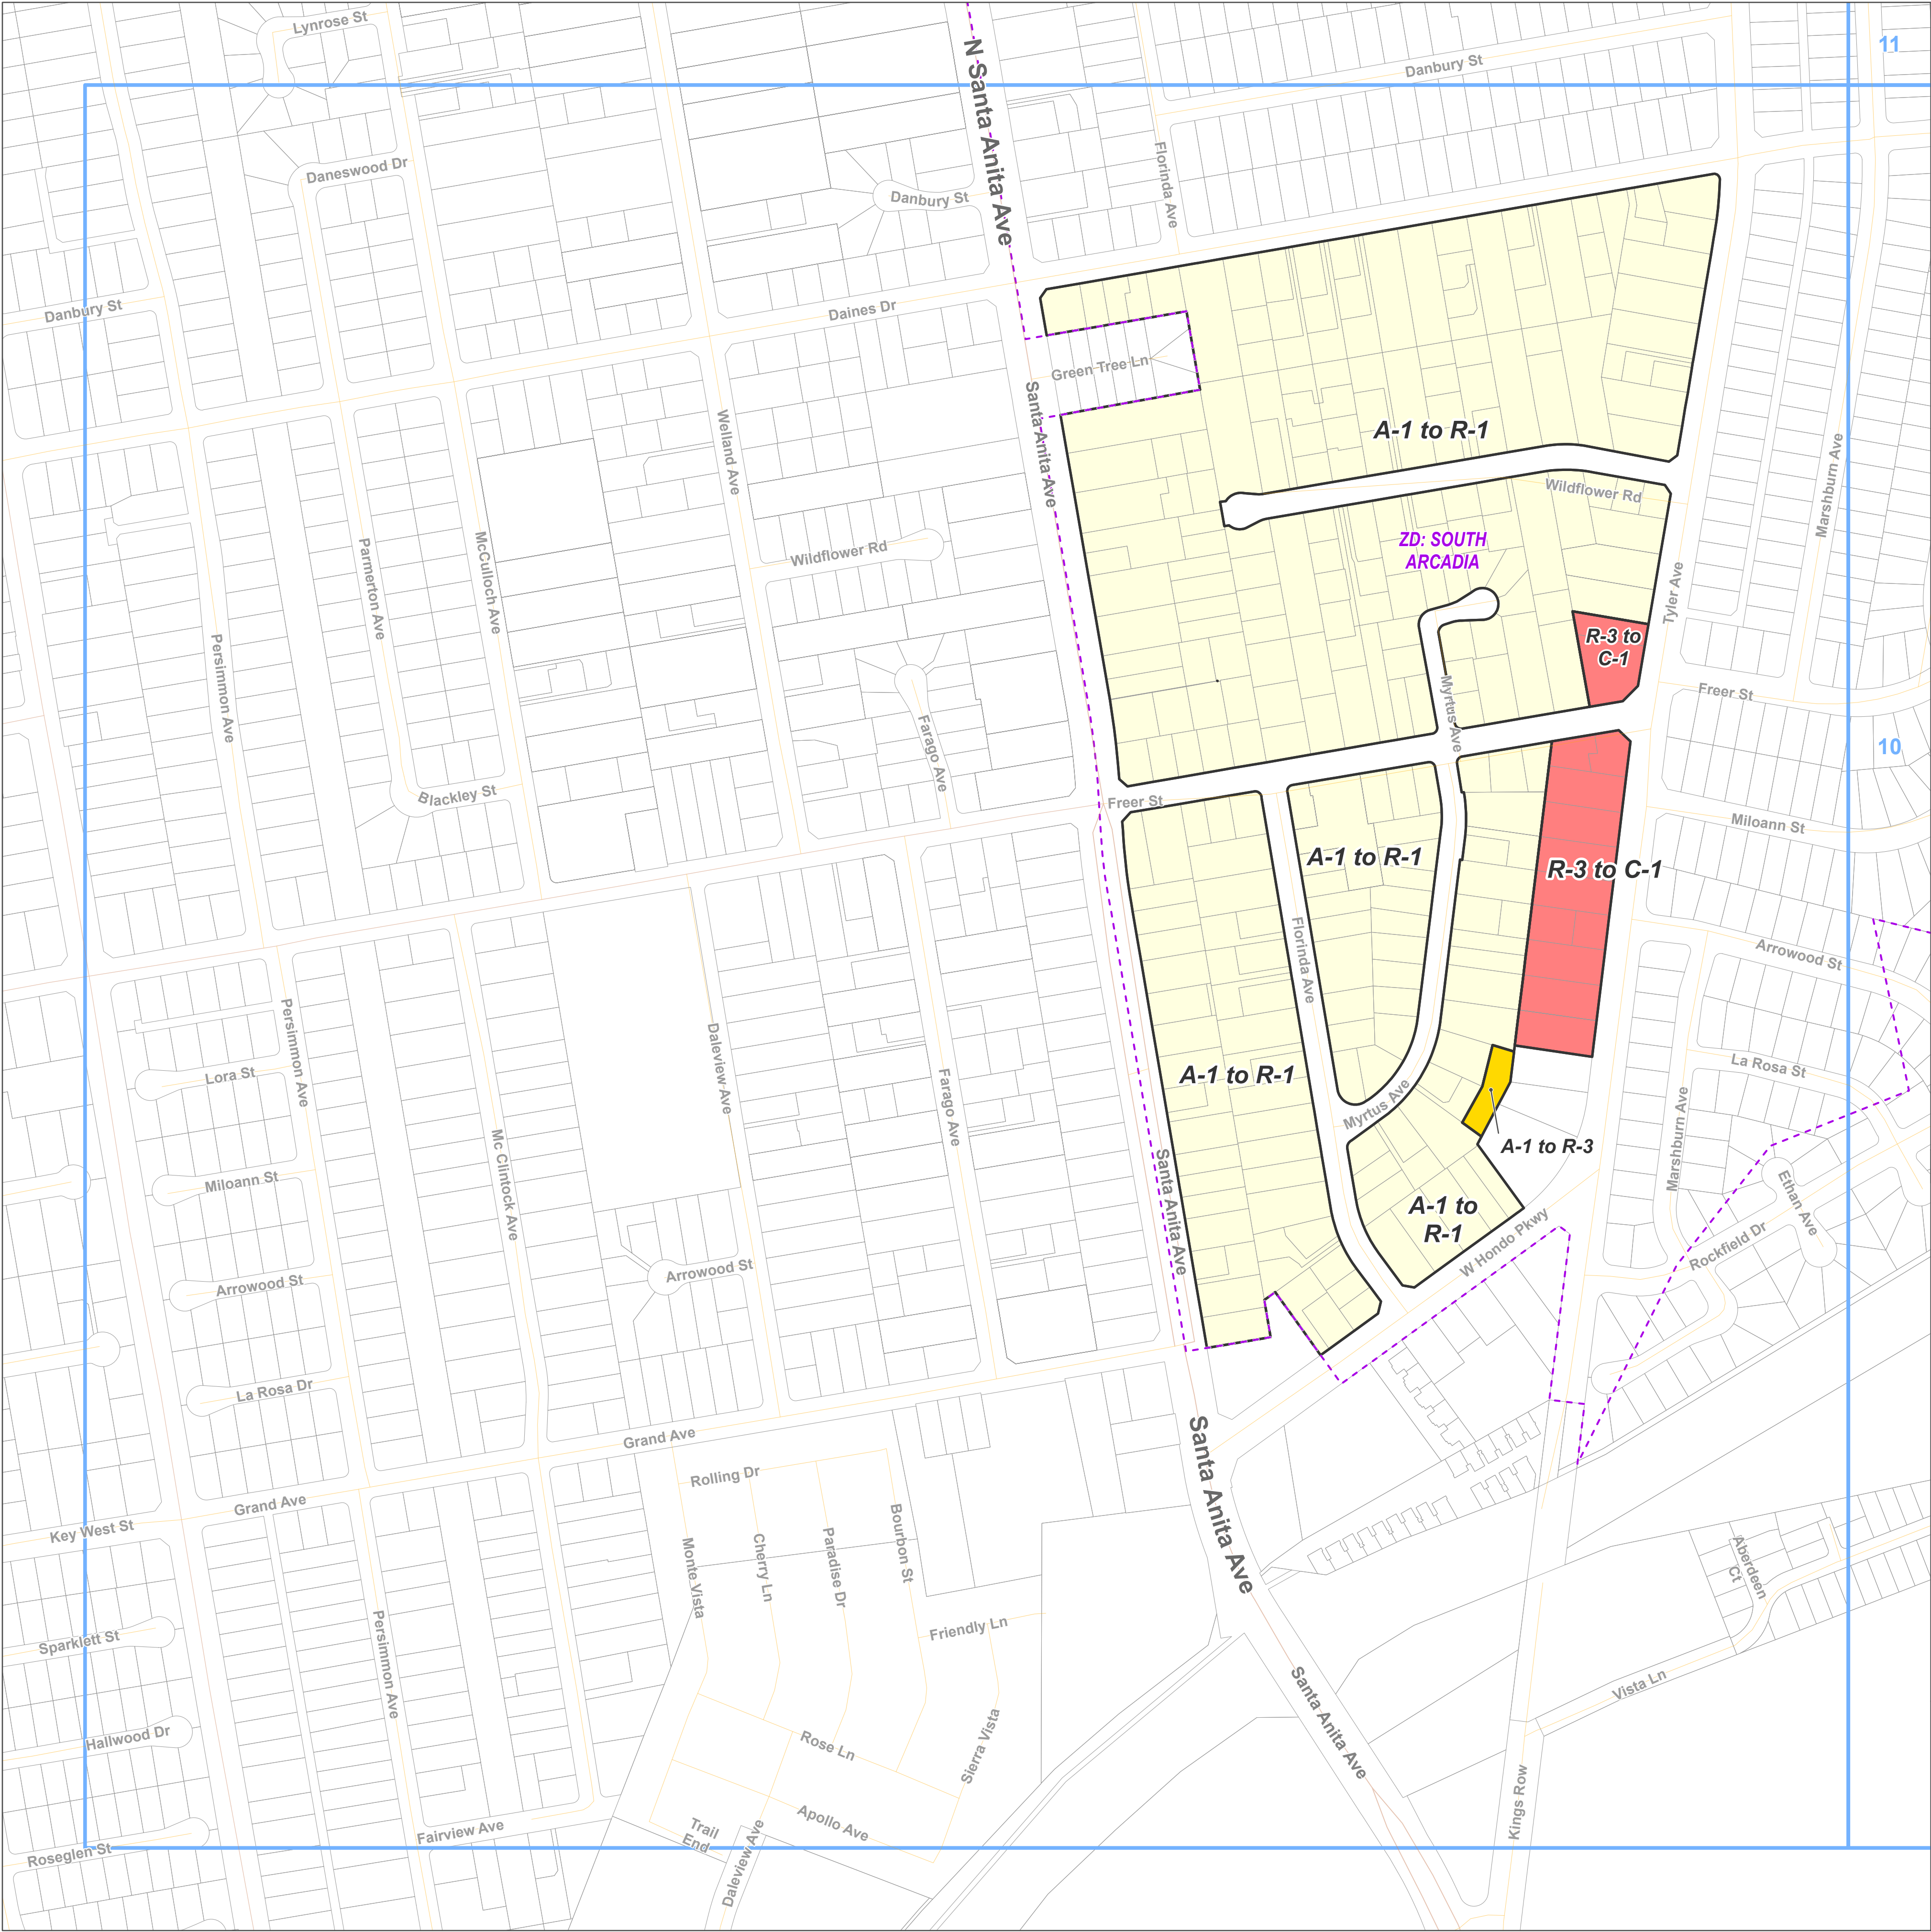 Lynrose St
N Santa Anita Ave
Danbury St
11
Daneswood Dr
Florinda Ave
Danbury St
Danbury St
Daines Dr
Green Tree Ln
Santa Anita Ave
A-1 to R-1
Welland Ave
Marshburn Ave
Wildflower Rd
ZD: SOUTH
ARCADIA
Wildflower Rd
Parmerton Ave
McCulloch Ave
Tyler Ave
Persimmon Ave
R-3 to
C-1
Freer St
Myrtus Ave
Farago Ave
10
Blackley St
Freer St
Miloann St
A-1 to R-1
R-3 to C-1
Florinda Ave
Arrowood St
Persimmon Ave
Daleview Ave
Lora St
A-1 to R-1
La Rosa St
Farago Ave
Myrtus Ave
Marshburn Ave
A-1 to R-3
Mc Clintock Ave
Miloann St
Santa Anita Ave
A-1 to
R-1
Ethan Ave
W Hondo Pkwy
Rockfield Dr
Arrowood St
Arrowood St
La Rosa Dr
Grand Ave
Santa Anita Ave
Rolling Dr
Grand Ave
Key West St
Monte Vista
Cherry Ln
Paradise Dr
Bourbon St
Aberdeen
Ct
Friendly Ln
Sparklett St
Persimmon Ave
Santa Anita Ave
Vista Ln
Hallwood Dr
Rose Ln
Sierra Vista
Kings Row
Apollo Ave
Trail
End
Fairview Ave
Daleview Ave
Roseglen St